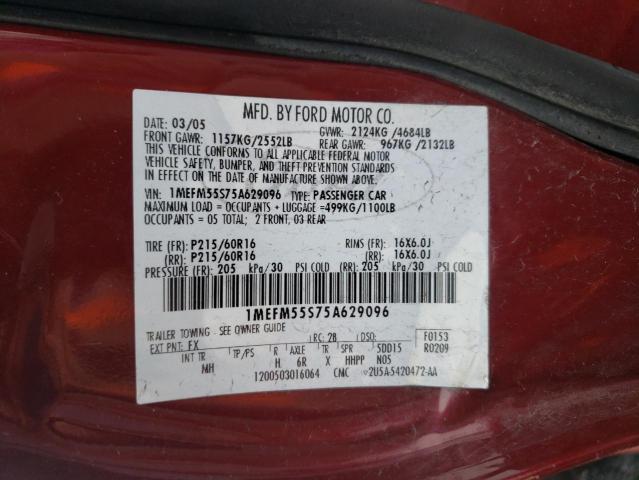 MFD. BY FORD MOTOR CO.
DATE: 03/05 GVWR: 2124KG /4684LB
FRONT GAWR: 1157KG/2552LB REAR GAWR: 967KG /2132LB
THIS VEHICLE CONFORMS TO ALL APPLICABLE FEDERAL MOTOR
VEHICLE SAFETY, BUMPER, AND THEFT PREVENTION STANDARDS
IN EFFECT ON THE DATE OF MANUFACTURE SHOWN ABOVE.
VIN: 1MEFM55S75A629096 TYPE: PASSENGER CAR
MAXIMUM LOAD = OCCUPANTS + LUGGAGE =499KG/1100LB
OCCUPANTS = 05 TOTAL; 2 FRONT, 03 REAR
TIRE (FR): P215/60R16 RIMS (FR): 16X6.0J
(RR): P215/60R16 (RR): 16X6.0J
PRESSURE (FR): 205 kPa/30 PSI COLD (RR): 205 kPa/30 PSI COLD
1MEFM55S75A629096
TRAILER TOWING - SEE OWNER GUIDE
EXT PNT: FX RC: 28 DSO: F0153
INT TR TP/PS R AXLE TR SPR 5DD15 R0209
MH H 6R X HHPP N05
1200503016064 CMC 2U5A-5420472-AA